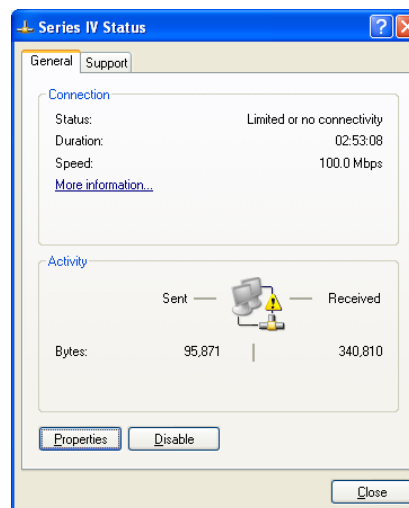 Series IV Status
General Support
Connection
Status: Limited or no connectivity
Duration: 02:53:08
Speed: 100.0 Mbps
More information...
Activity
Sent Received
Bytes: 95,871 340,810
Properties Disable
Close